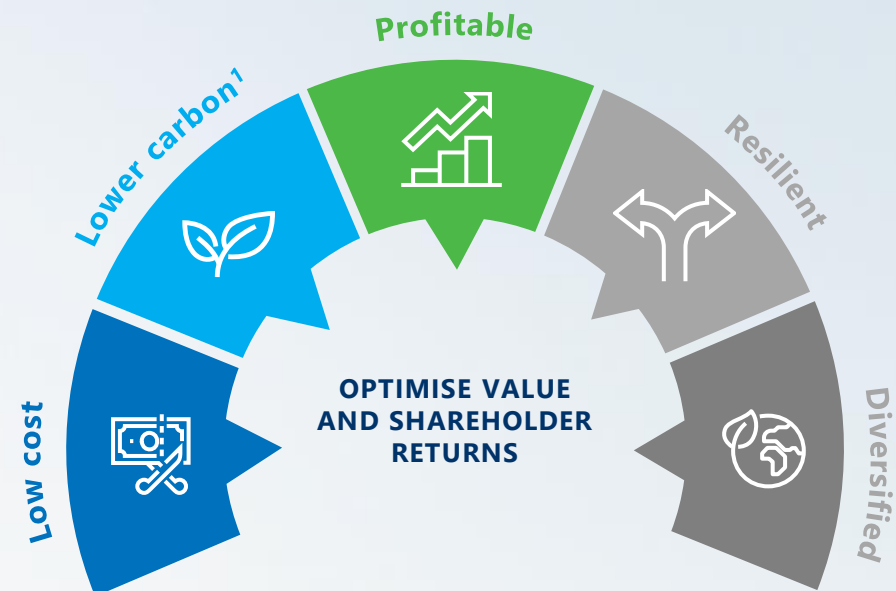 Low cost
Lower carbon¹
Profitable
Resilient
Diversified
OPTIMISE VALUE
AND SHAREHOLDER
RETURNS